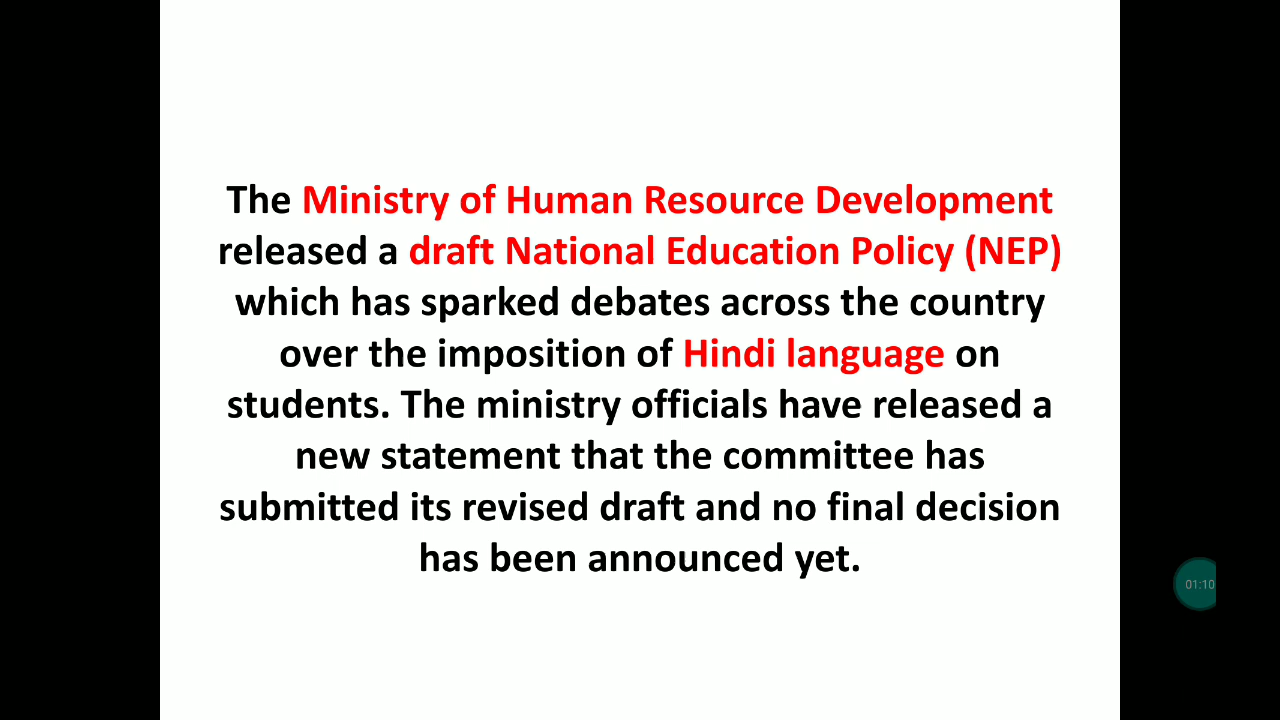 The Ministry of Human Resource Development
released a draft National Education Policy (NEP)
which has sparked debates across the country
over the imposition of Hindi language on
students. The ministry officials have released a
new statement that the committee has
submitted its revised draft and no final decision
has been announced yet.
01:10